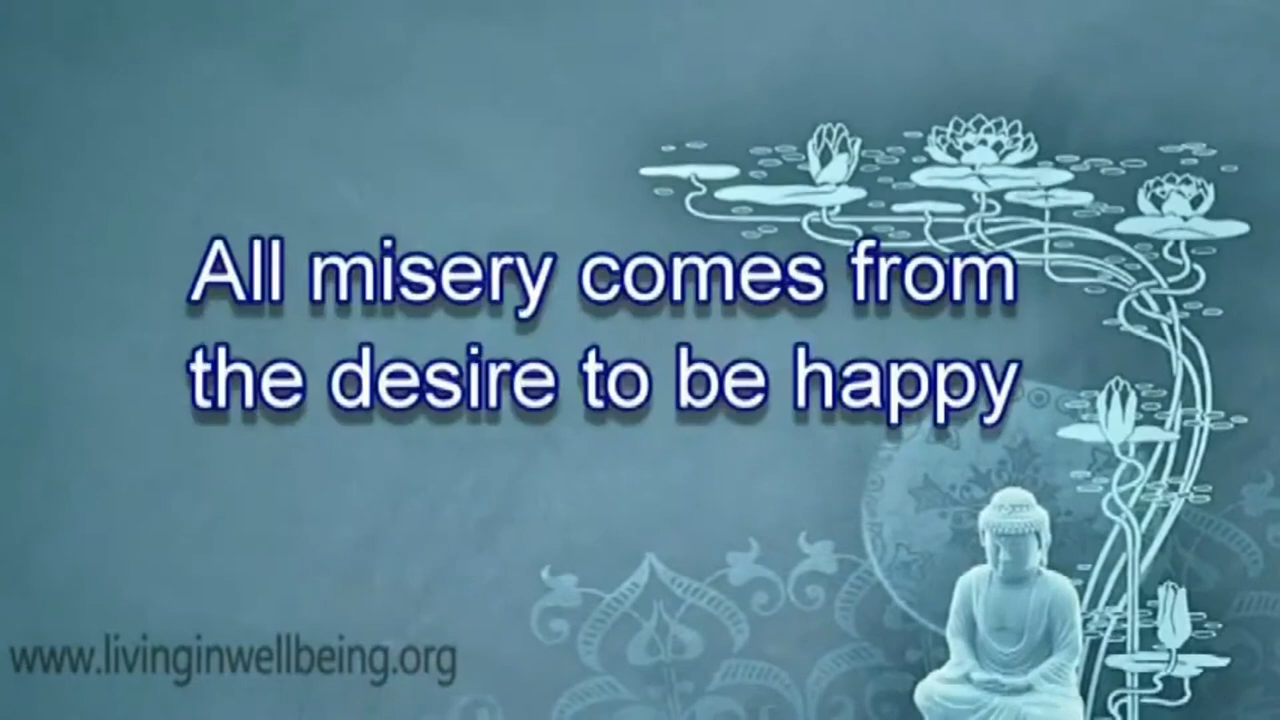 All misery comes from
the desire to be happy
www.livinginwellbeing.org